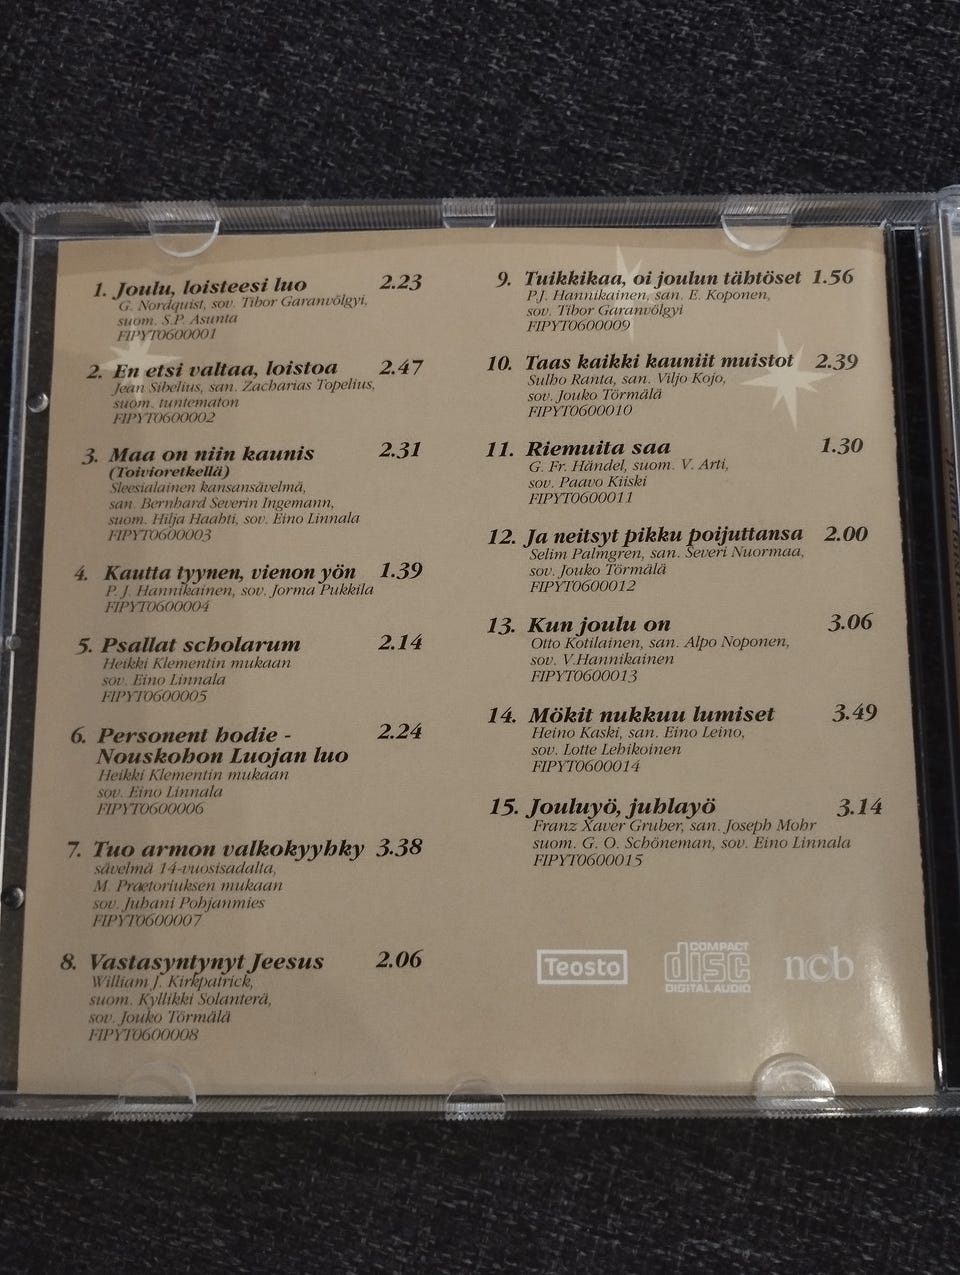 1. Joulu, loisteesi luo 2.23
G. Nordquist, sov. Tibor Garanvölgyi,
suom. S.P. Asunta
FIPYT0600001
2. En etsi valtaa, loistoa 2.47
Jean Sibelius, san. Zacharias Topelius,
suom. tuntematon
FIPYT0600002
3. Maa on niin kaunis 2.31
(Toivioretkellä)
Sleesialainen kansansävelmä,
san. Bernhard Severin Ingemann,
suom. Hilja Haahti, sov. Eino Linnala
FIPYT0600003
4. Kautta tyynen, vienon yön 1.39
P. J. Hannikainen, sov. Jorma Pukkila
FIPYT0600004
5. Psallat scholarum 2.14
Heikki Klementin mukaan
sov. Eino Linnala
FIPYT0600005
6. Personent hodie - 2.24
Nouskohon Luojan luo
Heikki Klementin mukaan
sov. Eino Linnala
FIPYT0600006
7. Tuo armon valkokyyhky 3.38
sävelmä 14-vuosisadalta,
M. Praetoriuksen mukaan
sov. Juhani Pohjanmies
FIPYT0600007
8. Vastasyntynyt Jeesus 2.06
William J. Kirkpatrick,
suom. Kyllikki Solanterä,
sov. Jouko Törmälä
FIPYT0600008
9. Tuikkikaa, oi joulun tähtöset 1.56
P.J. Hannikainen, san. E. Koponen,
sov. Tibor Garanvölgyi
FIPYT0600009
10. Taas kaikki kauniit muistot 2.39
Sulho Ranta, san. Viljo Kojo,
sov. Jouko Törmälä
FIPYT0600010
11. Riemuita saa 1.30
G. Fr. Händel, suom. V. Arti,
sov. Paavo Kiiski
FIPYT0600011
12. Ja neitsyt pikku poijuttansa 2.00
Selim Palmgren, san. Severi Nuormaa,
sov. Jouko Törmälä
FIPYT0600012
13. Kun joulu on 3.06
Otto Kotilainen, san. Alpo Noponen,
sov. V.Hannikainen
FIPYT0600013
14. Mökit nukkuu lumiset 3.49
Heino Kaski, san. Eino Leino,
sov. Lotte Lehikoinen
FIPYT0600014
15. Jouluyö, juhlayö 3.14
Franz Xaver Gruber, san. Joseph Mohr
suom. G. O. Schöneman, sov. Eino Linnala
FIPYT0600015
Teosto
COMPACT
disc
DIGITAL AUDIO
ncb